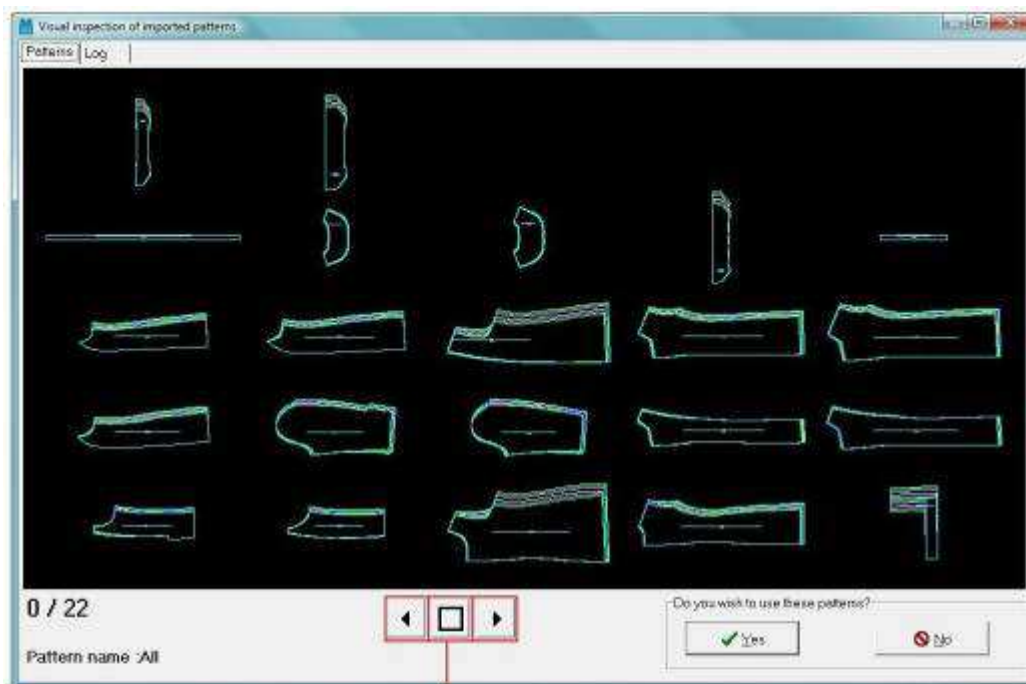 Visual inspection of imported patterns
Patterns Log
0 / 22
Pattern name :All
Do you wish to use these patterns?
Yes No